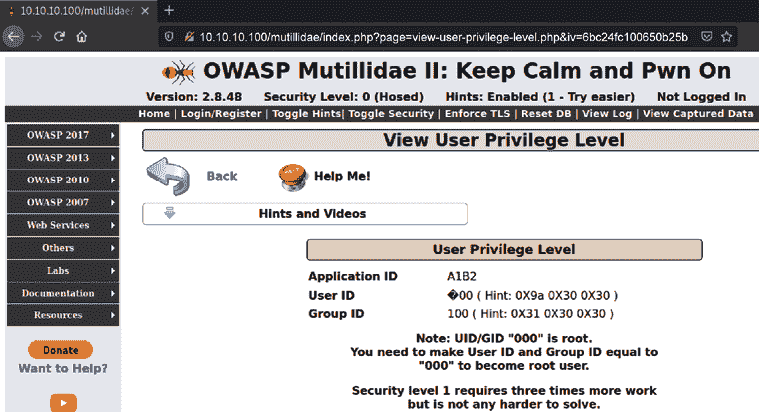 10.10.10.100/mutillidae/
10.10.10.100/mutillidae/index.php?page=view-user-privilege-level.php&iv=6bc24fc100650b25b
OWASP Mutillidae II: Keep Calm and Pwn On
Version: 2.8.48 Security Level: 0 (Hosed) Hints: Enabled (1 - Try easier) Not Logged In
Home | Login/Register | Toggle Hints| Toggle Security | Enforce TLS | Reset DB | View Log | View Captured Data
OWASP 2017
OWASP 2013
OWASP 2010
OWASP 2007
Web Services
Others
Labs
Documentation
Resources
Donate
Want to Help?
View User Privilege Level
Back
Help Me!
Hints and Videos
User Privilege Level
Application ID A1B2
User ID �00 ( Hint: 0X9a 0X30 0X30 )
Group ID 100 ( Hint: 0X31 0X30 0X30 )
Note: UID/GID "000" is root.
You need to make User ID and Group ID equal to
"000" to become root user.
Security level 1 requires three times more work
but is not any harder to solve.